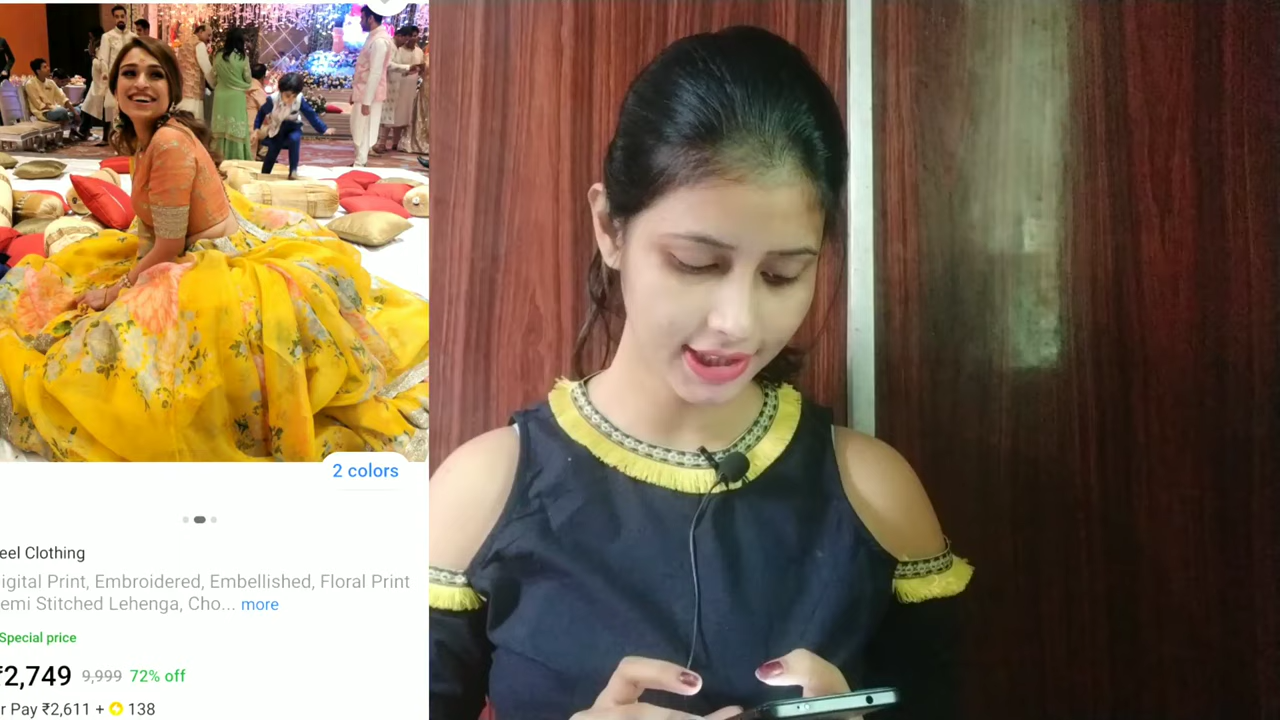 2 colors
eel Clothing
igital Print, Embroidered, Embellished, Floral Print
emi Stitched Lehenga, Cho... more
Special price
₹2,749 9,999 72% off
r Pay ₹2,611 + 138